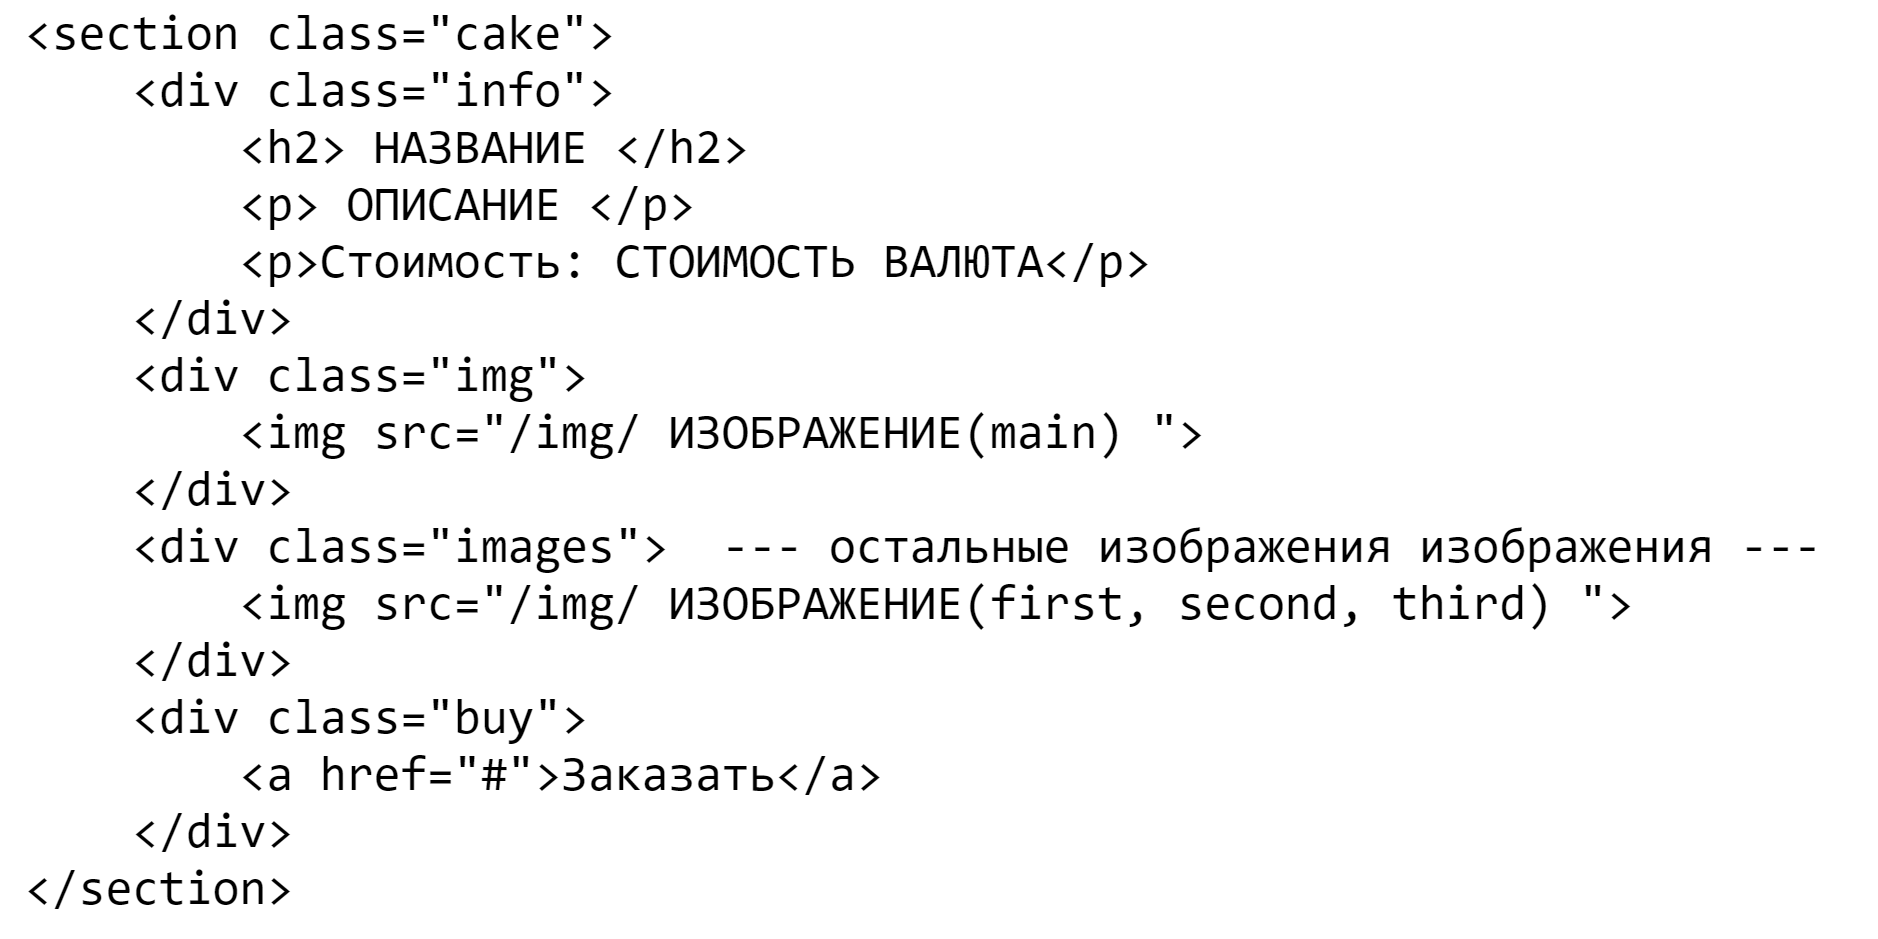 <section class="cake">
    <div class="info">
        <h2> НАЗВАНИЕ </h2>
        <p> ОПИСАНИЕ </p>
        <p>Стоимость: СТОИМОСТЬ ВАЛЮТА</p>
    </div>
    <div class="img">
        <img src="/img/ ИЗОБРАЖЕНИЕ(main) ">
    </div>
    <div class="images">  --- остальные изображения изображения ---
        <img src="/img/ ИЗОБРАЖЕНИЕ(first, second, third) ">
    </div>
    <div class="buy">
        <a href="#">Заказать</a>
    </div>
</section>